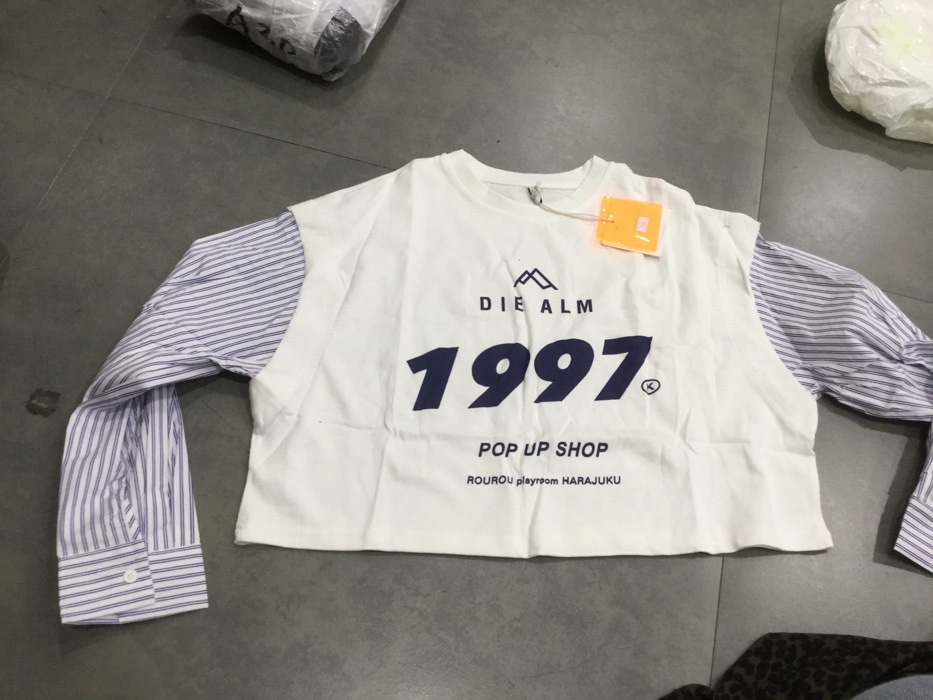 DIE ALM
1997
K
POP UP SHOP
ROUROU playroom HARAJUKU